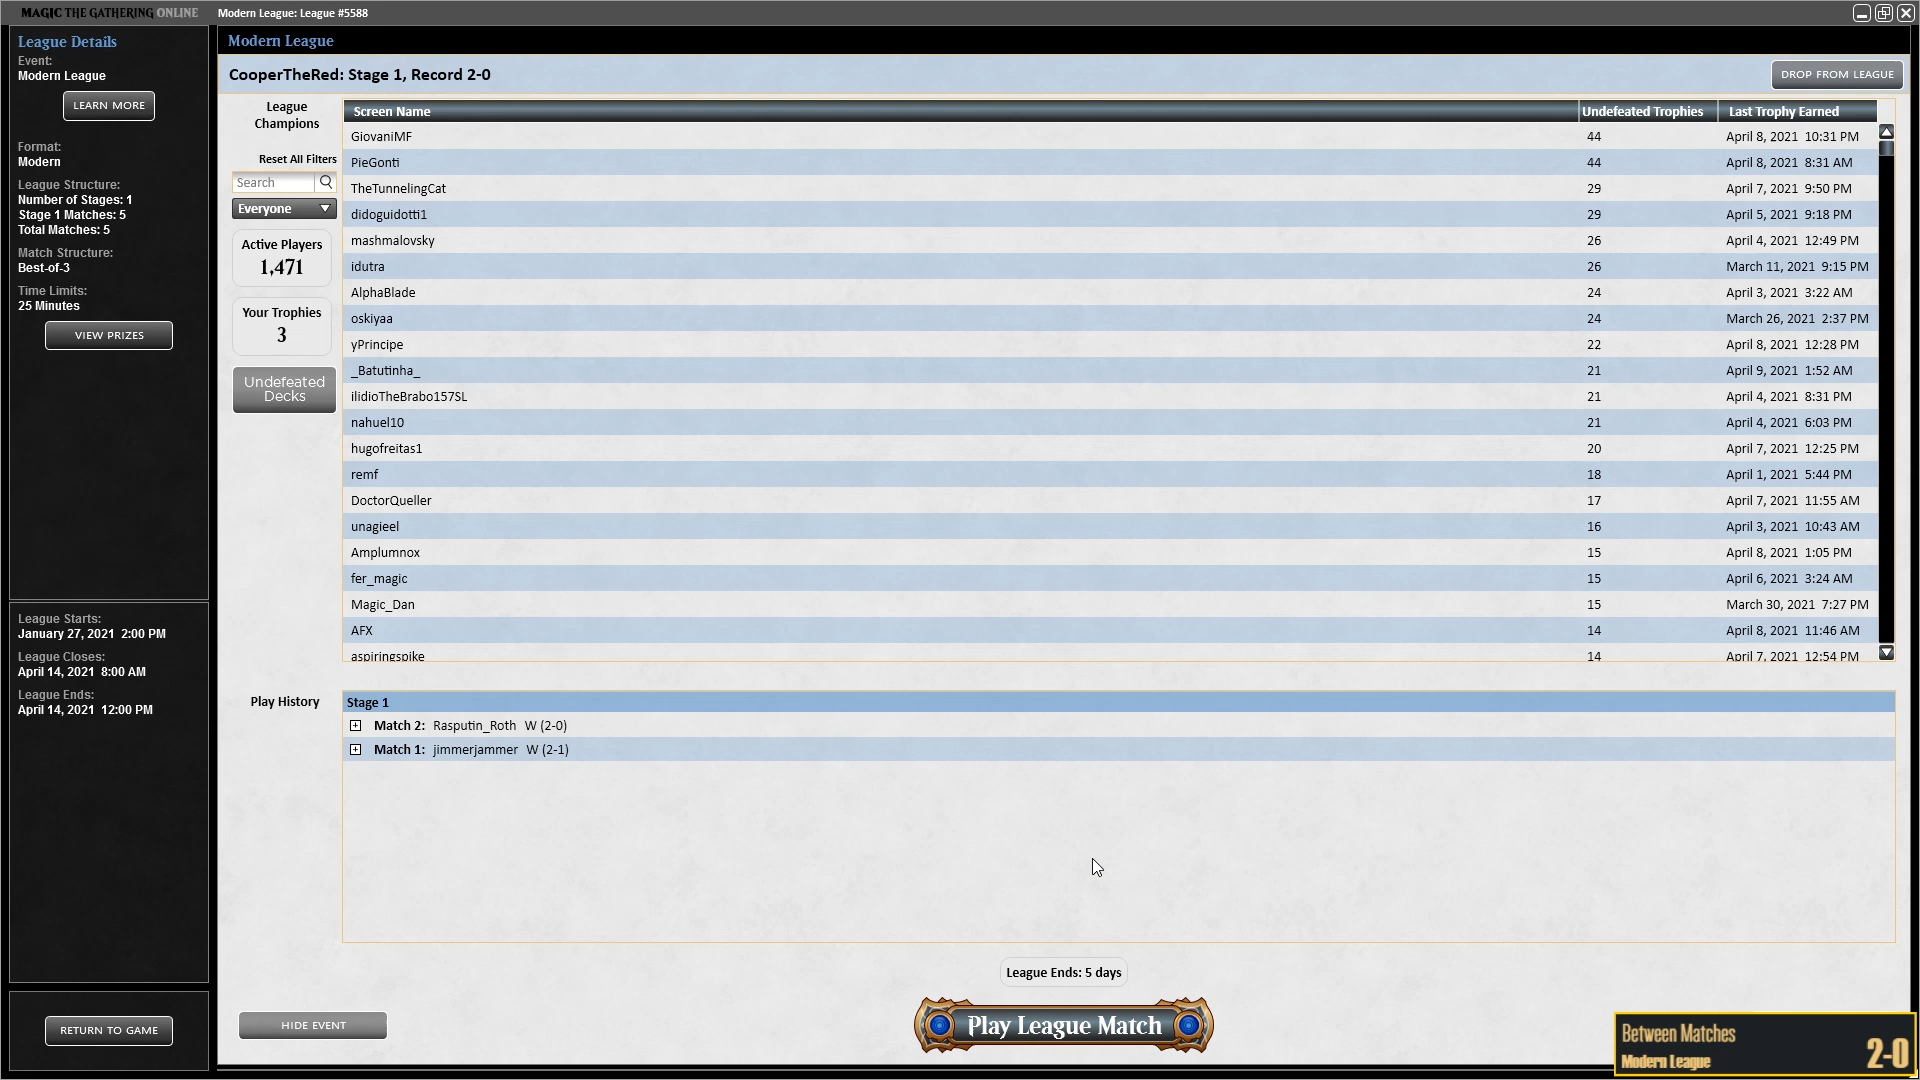 MAGIC THE GATHERING ONLINE
Modern League: League #5588
League Details
Event:
Modern League
LEARN MORE
Format:
Modern
League Structure:
Number of Stages: 1
Stage 1 Matches: 5
Total Matches: 5
Match Structure:
Best-of-3
Time Limits:
25 Minutes
VIEW PRIZES
League Starts:
January 27, 2021 2:00 PM
League Closes:
April 14, 2021 8:00 AM
League Ends:
April 14, 2021 12:00 PM
RETURN TO GAME
Modern League
CooperTheRed: Stage 1, Record 2-0
DROP FROM LEAGUE
League
Champions
Reset All Filters
Search
Everyone
Active Players
1,471
Your Trophies
3
Undefeated
Decks
Screen Name Undefeated Trophies Last Trophy Earned
GiovaniMF 44 April 8, 2021 10:31 PM
PieGonti 44 April 8, 2021 8:31 AM
TheTunnelingCat 29 April 7, 2021 9:50 PM
didoguidotti1 29 April 5, 2021 9:18 PM
mashmalovsky 26 April 4, 2021 12:49 PM
idutra 26 March 11, 2021 9:15 PM
AlphaBlade 24 April 3, 2021 3:22 AM
oskiyaa 24 March 26, 2021 2:37 PM
yPrincipe 22 April 8, 2021 12:28 PM
_Batutinha_ 21 April 9, 2021 1:52 AM
ilidioTheBrabo157SL 21 April 4, 2021 8:31 PM
nahuel10 21 April 4, 2021 6:03 PM
hugofreitas1 20 April 7, 2021 12:25 PM
remf 18 April 1, 2021 5:44 PM
DoctorQueller 17 April 7, 2021 11:55 AM
unagieel 16 April 3, 2021 10:43 AM
Amplumnox 15 April 8, 2021 1:05 PM
fer_magic 15 April 6, 2021 3:24 AM
Magic_Dan 15 March 30, 2021 7:27 PM
AFX 14 April 8, 2021 11:46 AM
aspiringspike 14 April 7, 2021 12:54 PM
Play History
Stage 1
Match 2: Rasputin_Roth W (2-0)
Match 1: jimmerjammer W (2-1)
League Ends: 5 days
HIDE EVENT
Play League Match
Between Matches
Modern League
2-0